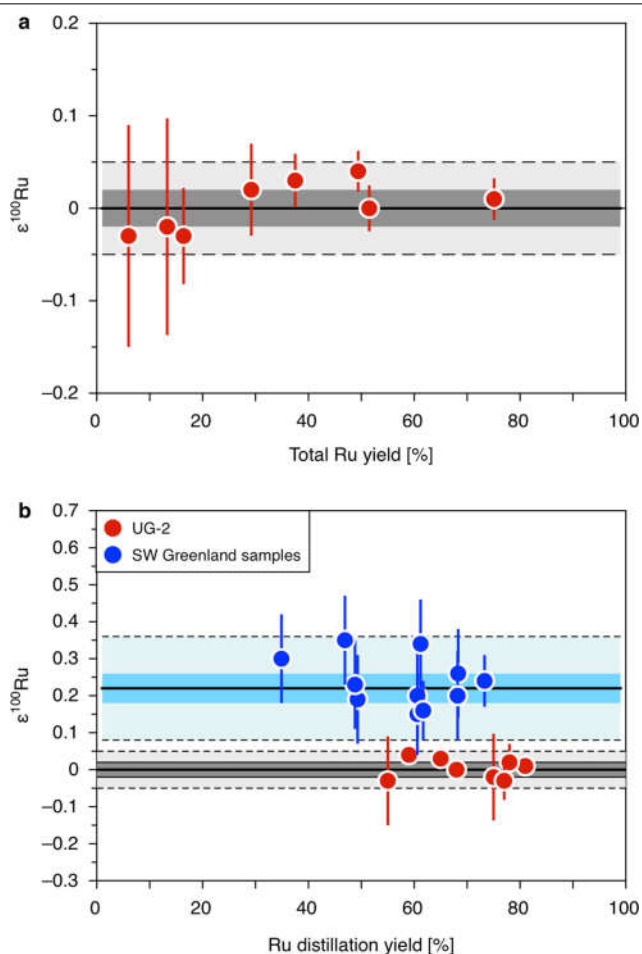 a
0.2
0.1
0
–0.1
–0.2
ε100Ru
0 20 40 60 80 100
Total Ru yield [%]
b
UG-2
SW Greenland samples
0.7
0.6
0.5
0.4
0.3
0.2
0.1
0
–0.1
–0.2
–0.3
ε100Ru
0 20 40 60 80 100
Ru distillation yield [%]